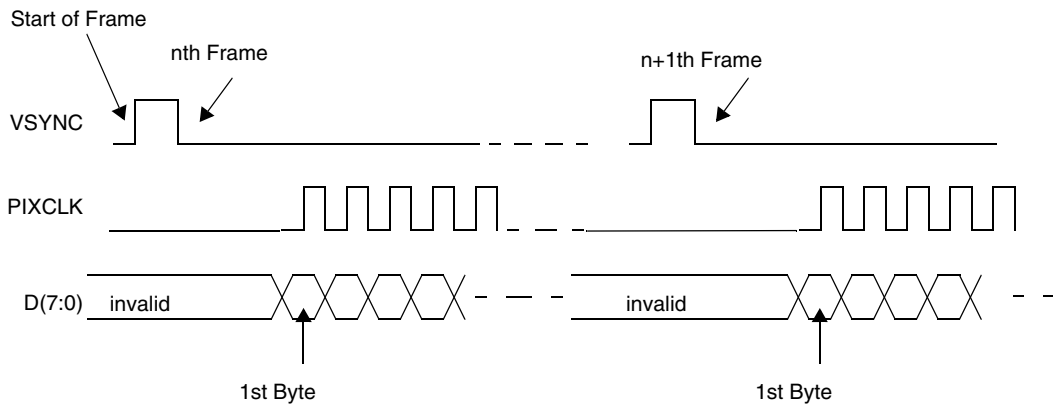 Start of Frame
nth Frame
n+1th Frame
VSYNC
PIXCLK
D(7:0)
invalid
invalid
1st Byte
1st Byte